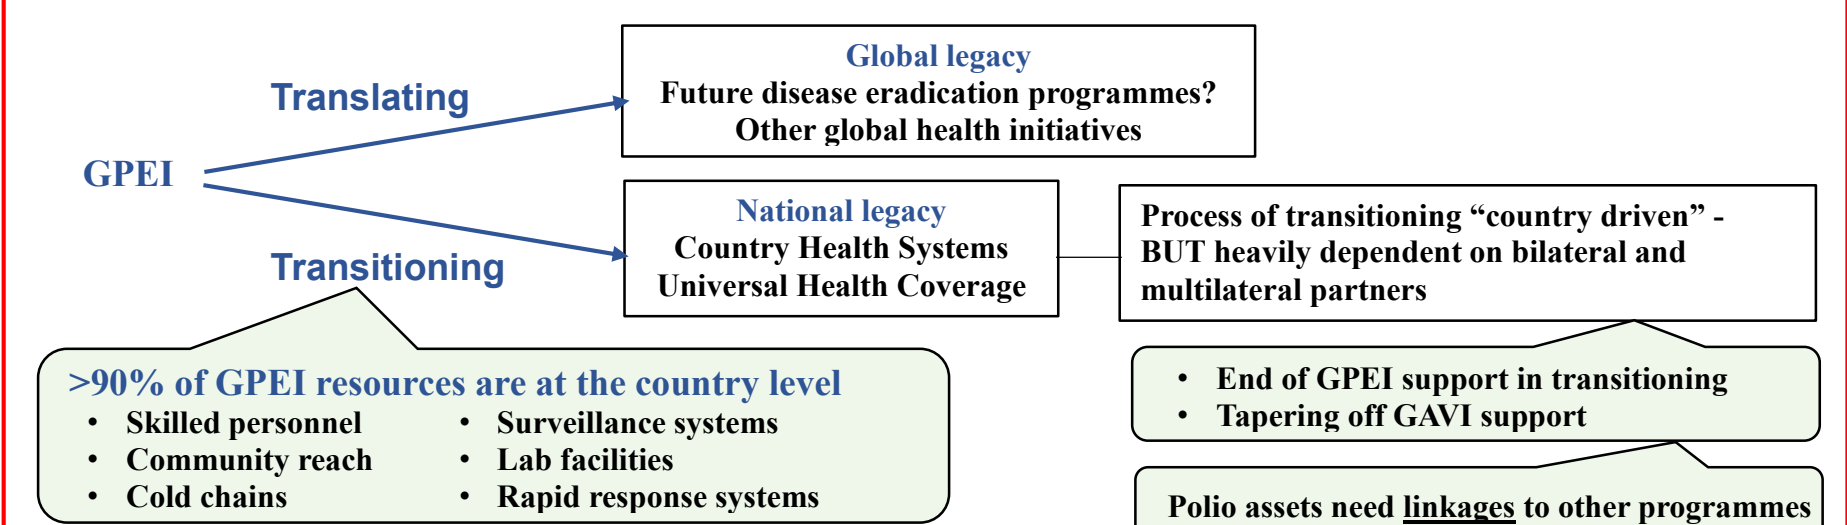 Global legacy
Future disease eradication programmes?
Other global health initiatives
Translating
GPEI
National legacy
Country Health Systems
Universal Health Coverage
Transitioning
Process of transitioning “country driven” -
BUT heavily dependent on bilateral and
multilateral partners
>90% of GPEI resources are at the country level
• Skilled personnel
• Community reach
• Cold chains
• Surveillance systems
• Lab facilities
• Rapid response systems
• End of GPEI support in transitioning
• Tapering off GAVI support
Polio assets need linkages to other programmes